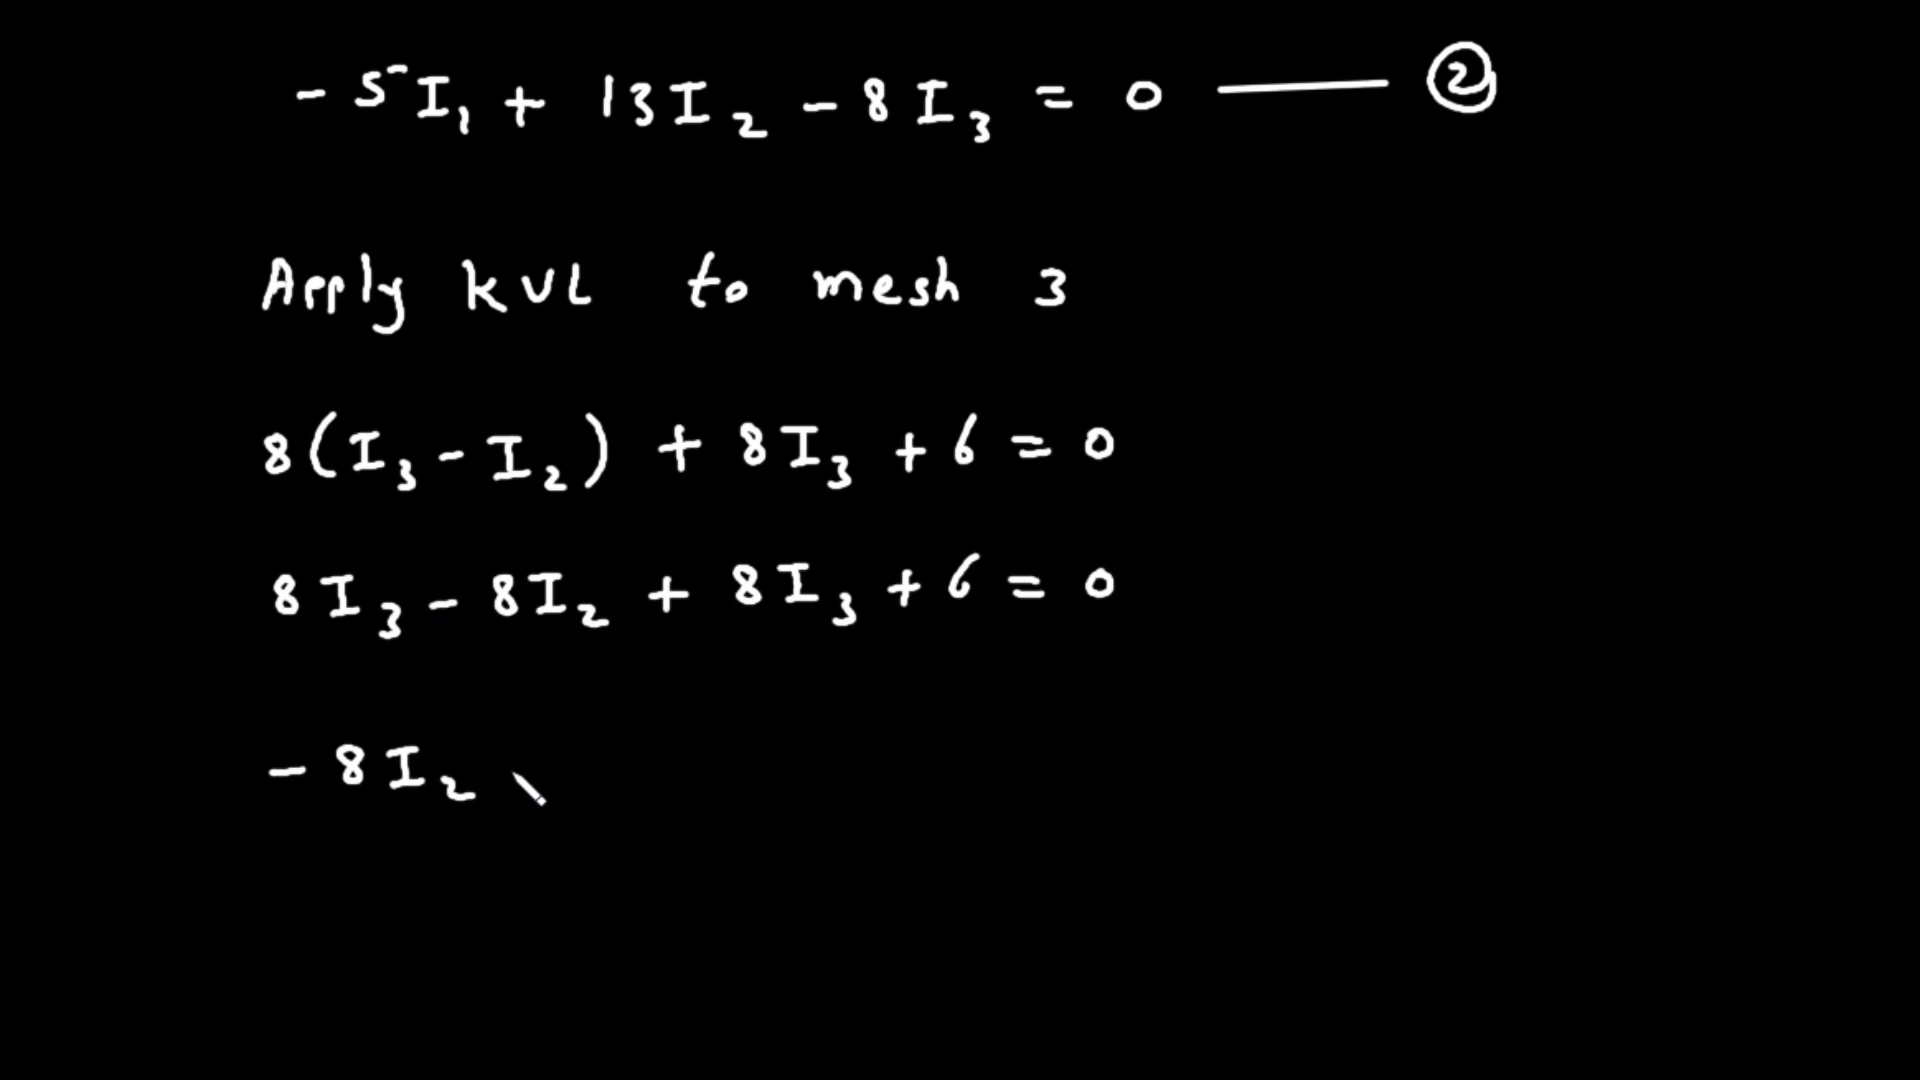 - 5I₁ + 13I₂ - 8I₃ = 0 —— ②
Apply KVL to mesh 3
8(I₃ - I₂) + 8I₃ + 6 = 0
8I₃ - 8I₂ + 8I₃ + 6 = 0
- 8I₂